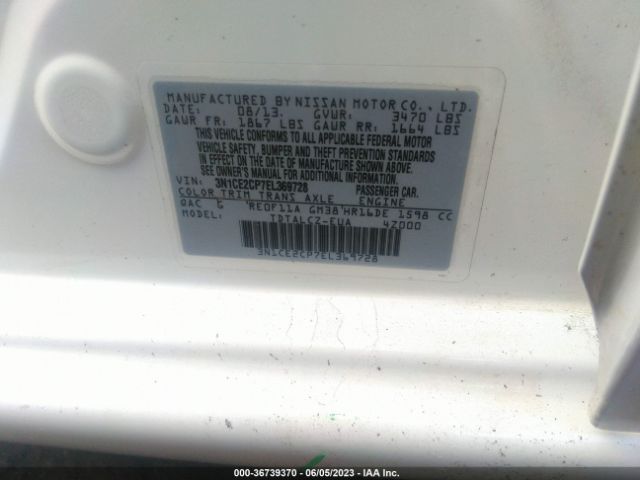 MANUFACTURED BY NISSAN MOTOR CO., LTD.
DATE: 08/13 GVWR: 3470 LBS
GAWR FR: 1867 LBS GAWR RR: 1664 LBS
THIS VEHICLE CONFORMS TO ALL APPLICABLE FEDERAL MOTOR
VEHICLE SAFETY, BUMPER AND THEFT PREVENTION STANDARDS
IN EFFECT ON THE DATE OF MANUFACTURE SHOWN ABOVE.
SEE OWNER'S MANUAL FOR ADDITIONAL INFORMATION.
VIN: 3N1CE2CP7EL369728 PASSENGER CAR.
COLOR TRIM TRANS AXLE ENGINE
QAC G RE0F11A GM38 HR16DE 1598 CC
MODEL: TDTALCZ-EUA 4Z000
3N1CE2CP7EL369728
000-36739370 - 06/05/2023 - IAA Inc.